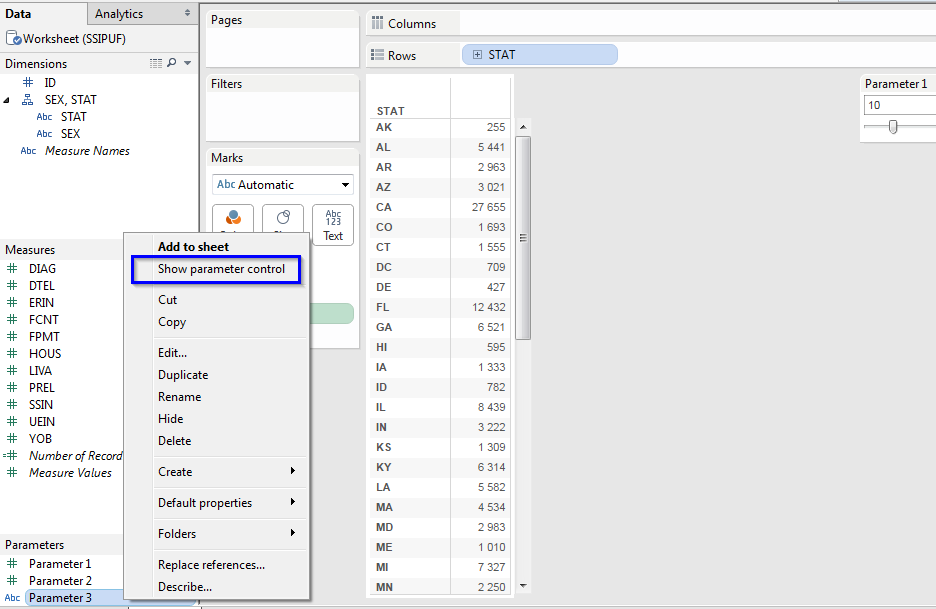 Data
Analytics
Worksheet (SSIPUF)
Dimensions
ID
SEX, STAT
Abc STAT
Abc SEX
Abc Measure Names
Measures
DIAG
DTEL
ERIN
FCNT
FPMT
HOUS
LIVA
PREL
SSIN
UEIN
YOB
Number of Record
Measure Values
Parameters
Parameter 1
Parameter 2
Abc Parameter 3
Pages
Filters
Marks
Abc Automatic
Abc
123
Text
Add to sheet
Show parameter control
Cut
Copy
Edit...
Duplicate
Rename
Hide
Delete
Create
Default properties
Folders
Replace references...
Describe...
Columns
Rows
STAT
STAT
AK 255
AL 5 441
AR 2 963
AZ 3 021
CA 27 655
CO 1 693
CT 1 555
DC 709
DE 427
FL 12 432
GA 6 521
HI 595
IA 1 333
ID 782
IL 8 439
IN 3 222
KS 1 309
KY 6 314
LA 5 582
MA 4 534
MD 2 983
ME 1 010
MI 7 327
MN 2 250
Parameter 1
10